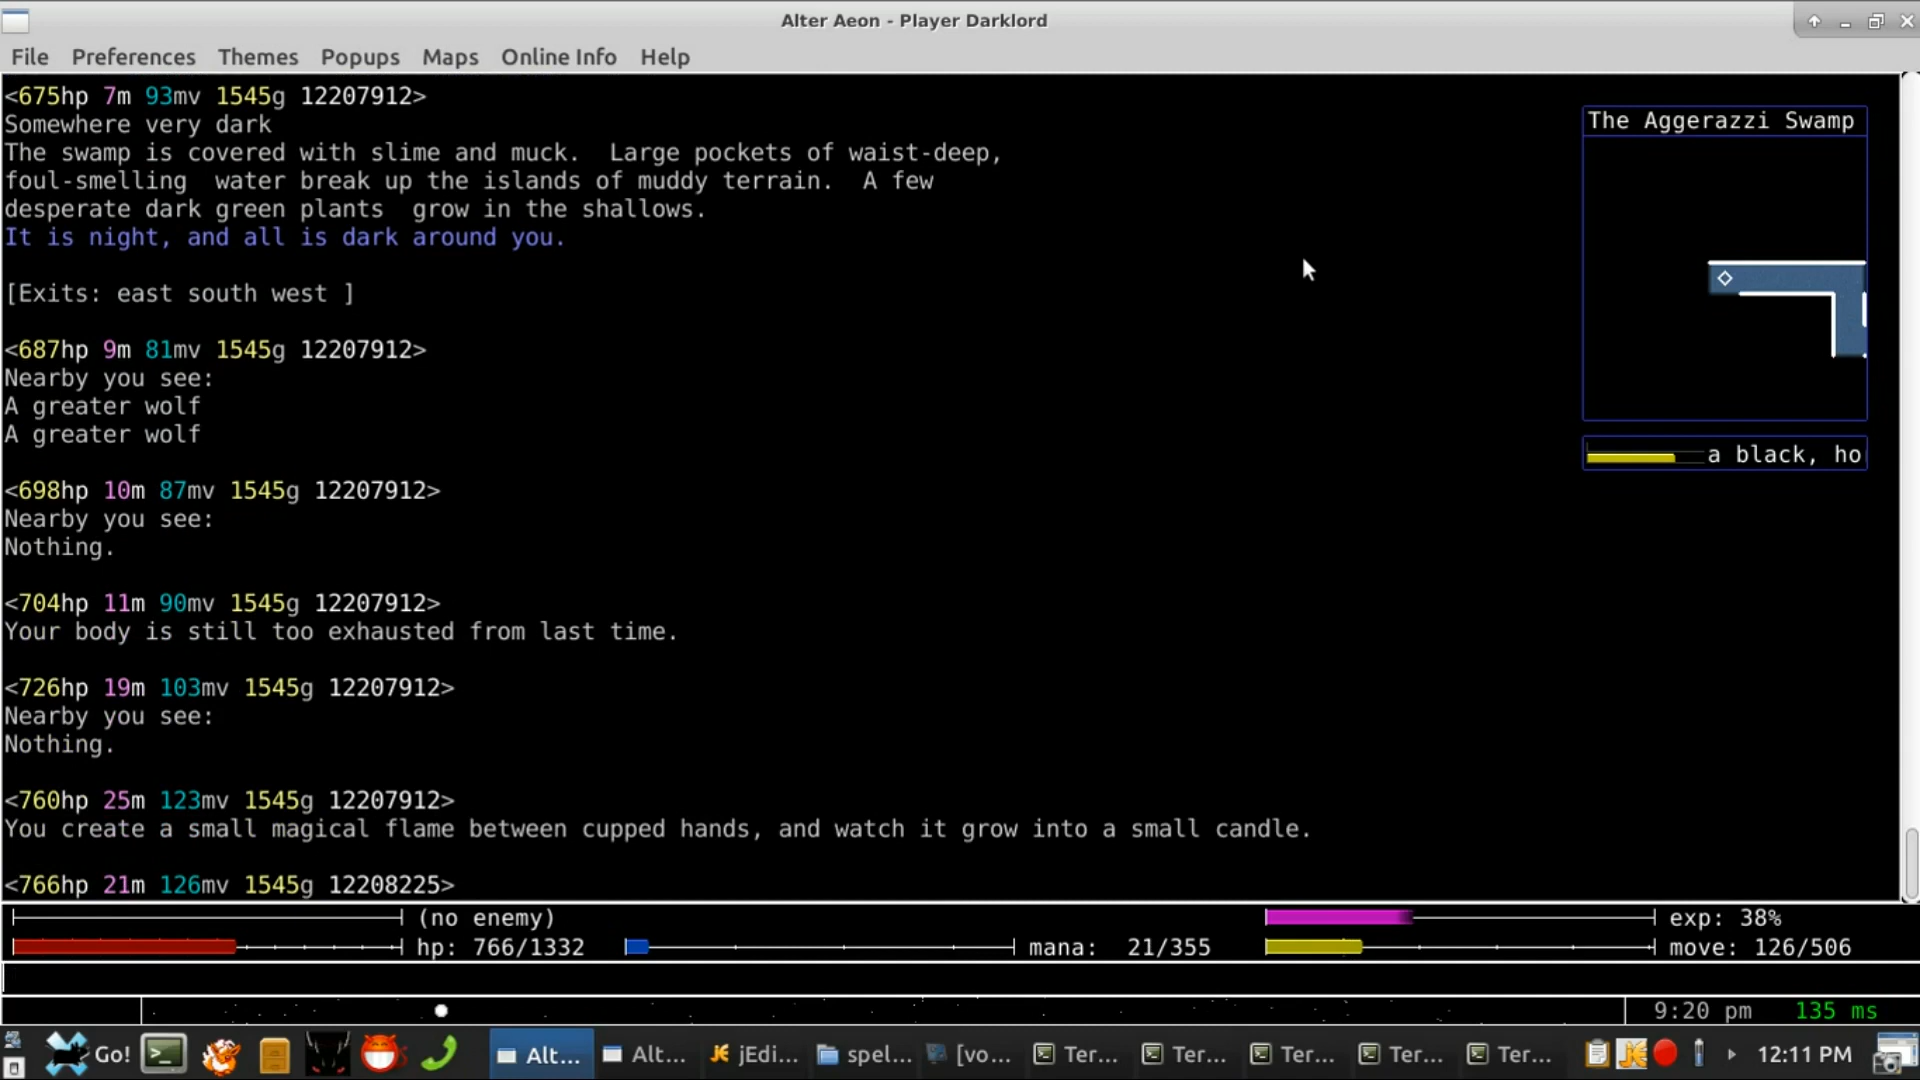 Alter Aeon - Player Darklord
File Preferences Themes Popups Maps Online Info Help
<675hp 7m 93mv 1545g 12207912>
Somewhere very dark
The swamp is covered with slime and muck.  Large pockets of waist-deep,
foul-smelling  water break up the islands of muddy terrain.  A few
desperate dark green plants  grow in the shallows.
It is night, and all is dark around you.
[Exits: east south west ]
<687hp 9m 81mv 1545g 12207912>
Nearby you see:
A greater wolf
A greater wolf
<698hp 10m 87mv 1545g 12207912>
Nearby you see:
Nothing.
<704hp 11m 90mv 1545g 12207912>
Your body is still too exhausted from last time.
<726hp 19m 103mv 1545g 12207912>
Nearby you see:
Nothing.
<760hp 25m 123mv 1545g 12207912>
You create a small magical flame between cupped hands, and watch it grow into a small candle.
<766hp 21m 126mv 1545g 12208225>
The Aggerazzi Swamp
a black, ho
(no enemy) exp: 38%
hp: 766/1332 mana: 21/355 move: 126/506
9:20 pm 135 ms
Go! Alt... Alt... jEdi... spel... [vo... Ter... Ter... Ter... Ter... Ter... 12:11 PM